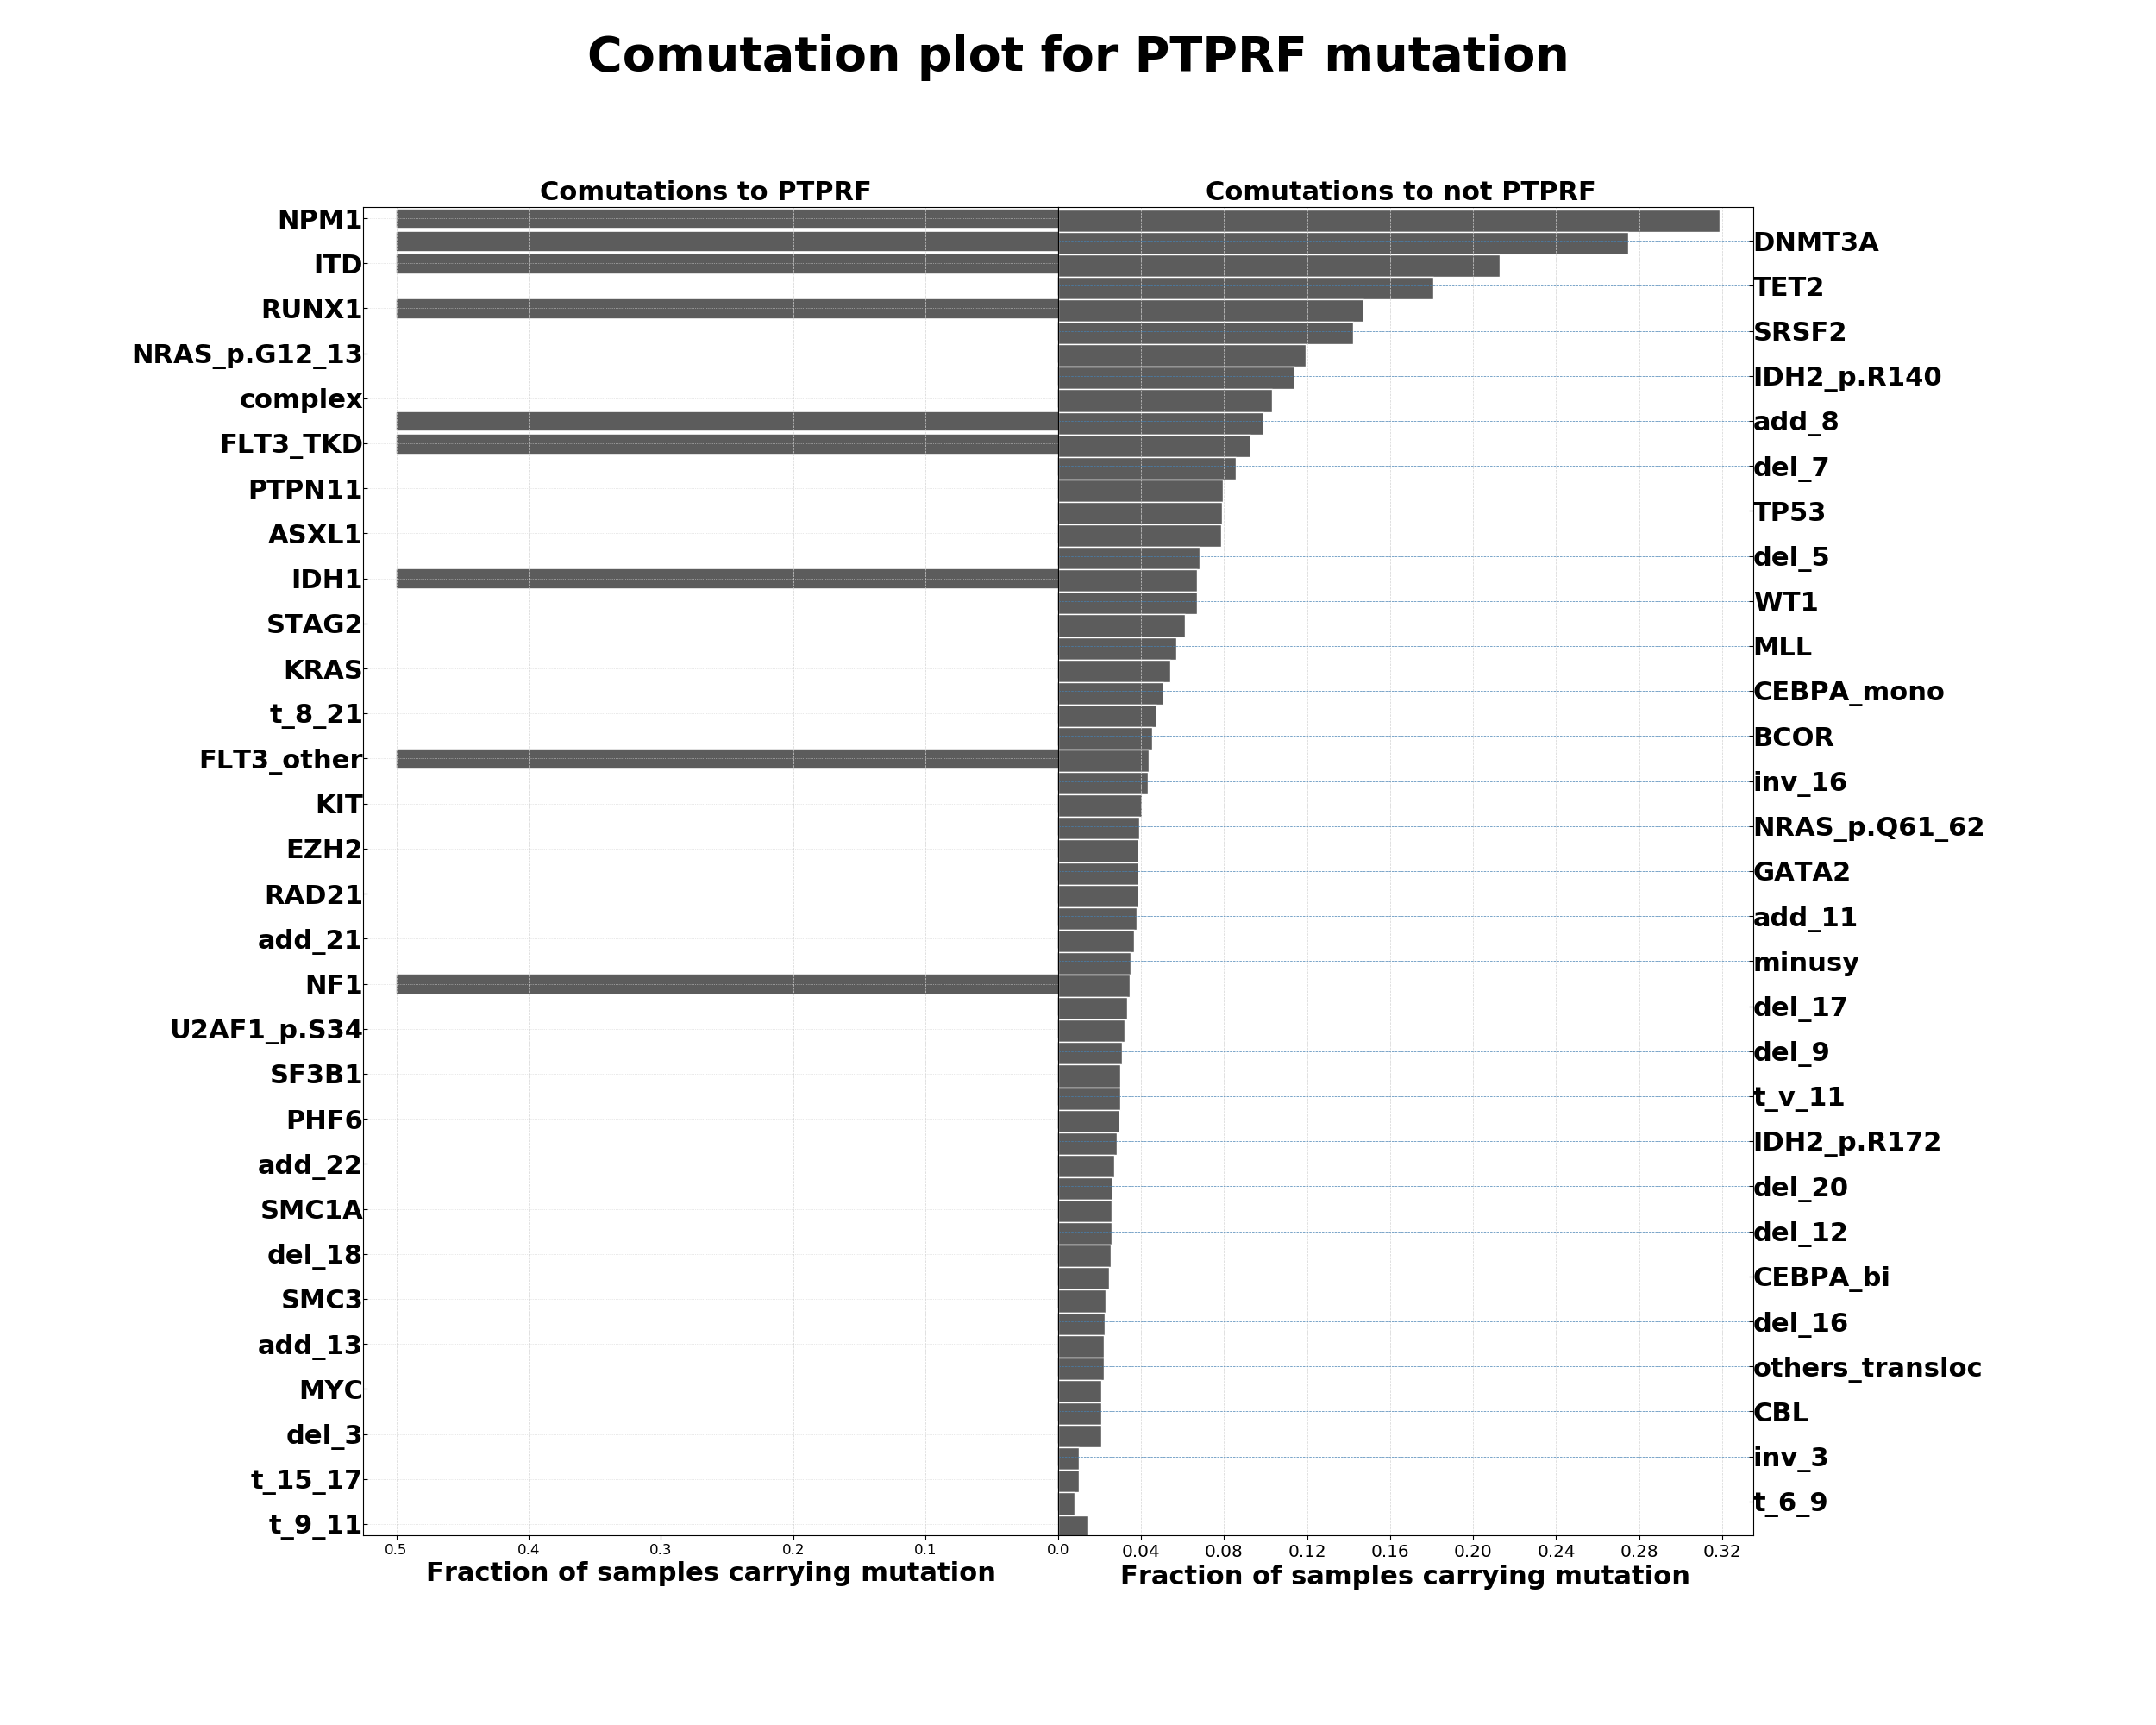 Comutation plot for PTPRF mutation
Comutations to PTPRF
Comutations to not PTPRF
NPM1
DNMT3A
ITD
TET2
RUNX1
SRSF2
NRAS_p.G12_13
IDH2_p.R140
complex
add_8
FLT3_TKD
del_7
PTPN11
TP53
ASXL1
del_5
IDH1
WT1
STAG2
MLL
KRAS
CEBPA_mono
t_8_21
BCOR
FLT3_other
inv_16
KIT
NRAS_p.Q61_62
EZH2
GATA2
RAD21
add_11
add_21
minusy
NF1
del_17
U2AF1_p.S34
del_9
SF3B1
t_v_11
PHF6
IDH2_p.R172
add_22
del_20
SMC1A
del_12
del_18
CEBPA_bi
SMC3
del_16
add_13
others_transloc
MYC
CBL
del_3
inv_3
t_15_17
t_6_9
t_9_11
0.5 0.4 0.3 0.2 0.1 0.0 0.04 0.08 0.12 0.16 0.20 0.24 0.28 0.32
Fraction of samples carrying mutation
Fraction of samples carrying mutation